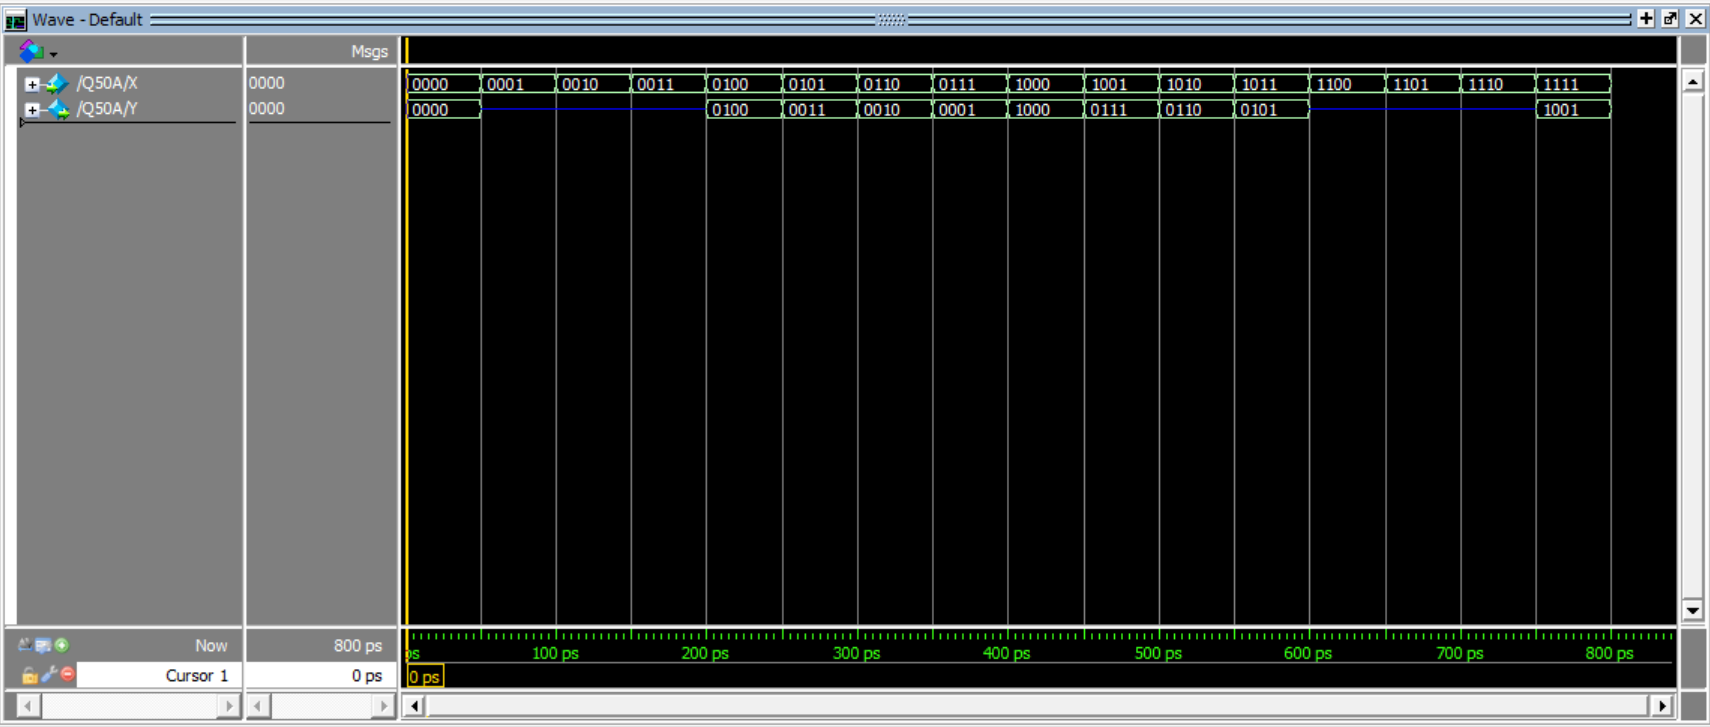 Wave - Default
Msgs
/Q50A/X 0000 0000 0001 0010 0011 0100 0101 0110 0111 1000 1001 1010 1011 1100 1101 1110 1111
/Q50A/Y 0000 0000 0100 0011 0010 0001 1000 0111 0110 0101 1001
Now 800 ps ps 100 ps 200 ps 300 ps 400 ps 500 ps 600 ps 700 ps 800 ps
Cursor 1 0 ps 0 ps